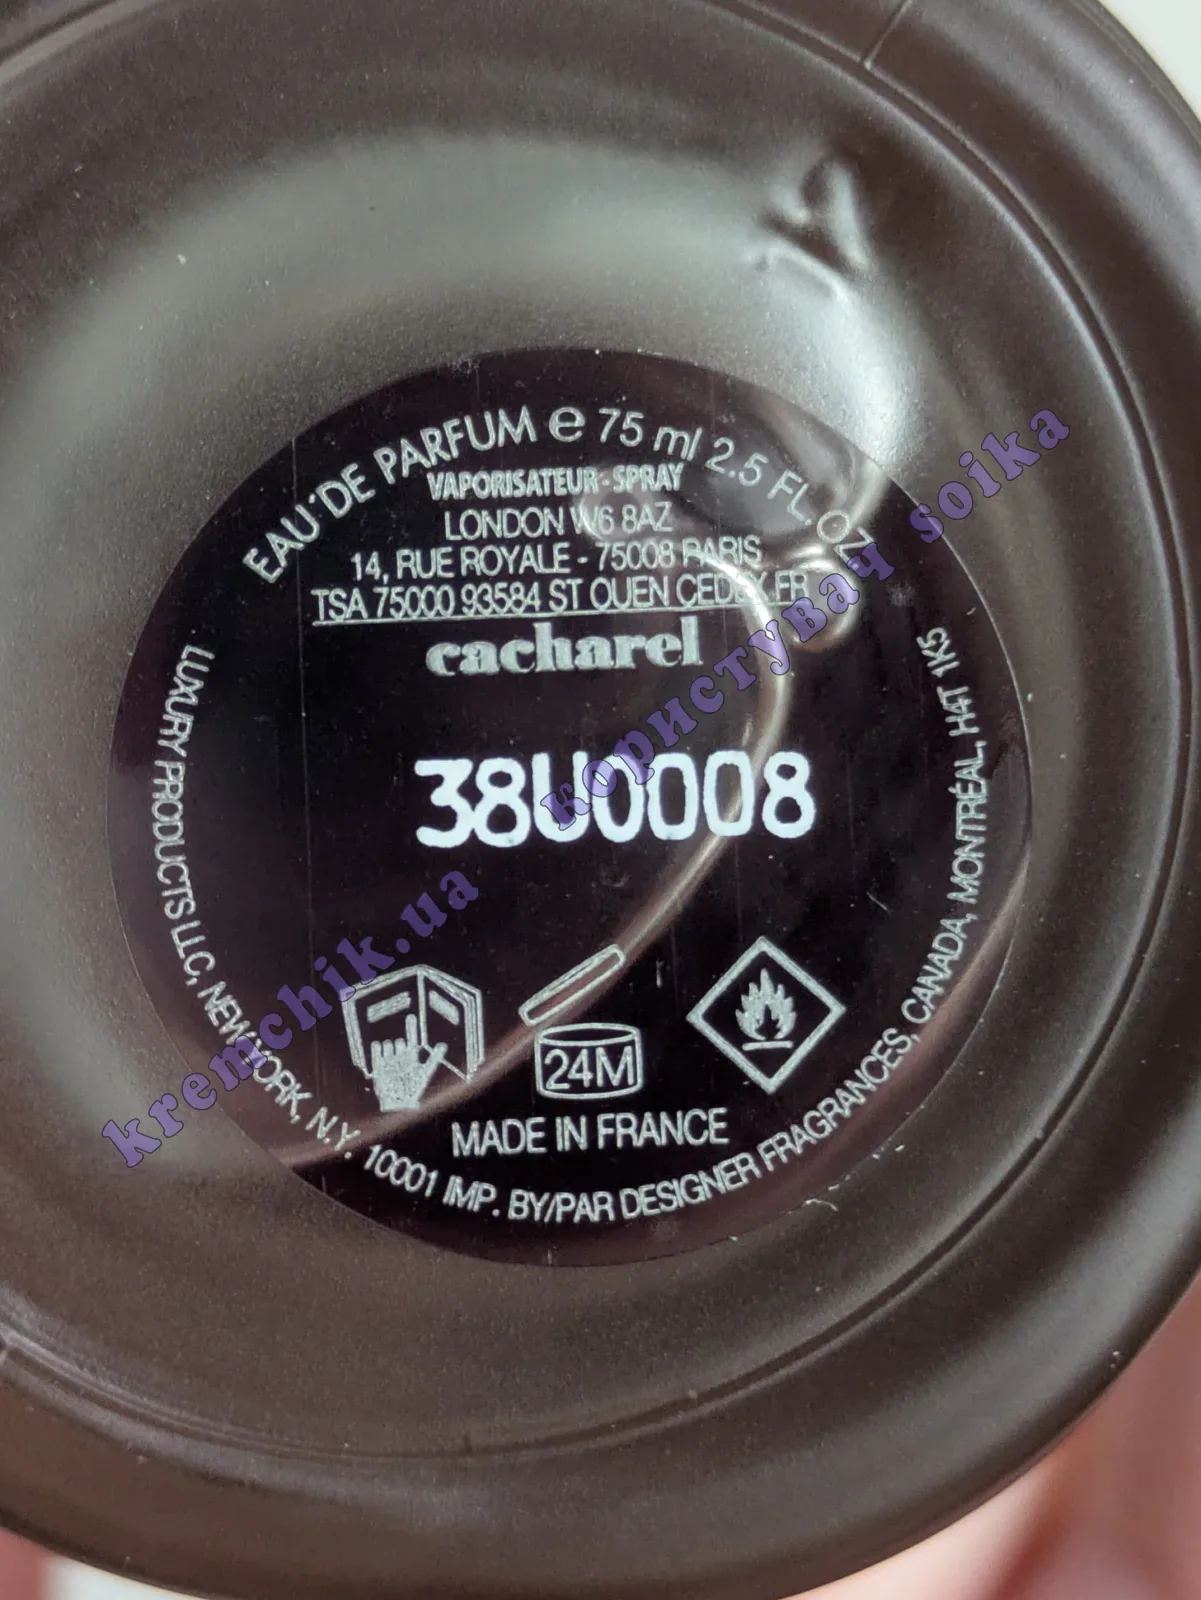 EAU DE PARFUM e 75 ml 2.5 FL.OZ.
VAPORISATEUR-SPRAY
LONDON W6 8AZ
14, RUE ROYALE - 75008 PARIS
TSA 75000 93584 ST OUEN CEDEX FR
cacharel
38U0008
24M
MADE IN FRANCE
LUXURY PRODUCTS LLC, NEW YORK, N.Y. 10001 IMP. BY/PAR DESIGNER FRAGRANCES, CANADA, MONTRÉAL, H4T 1K5
kremchik.ua користувач soika